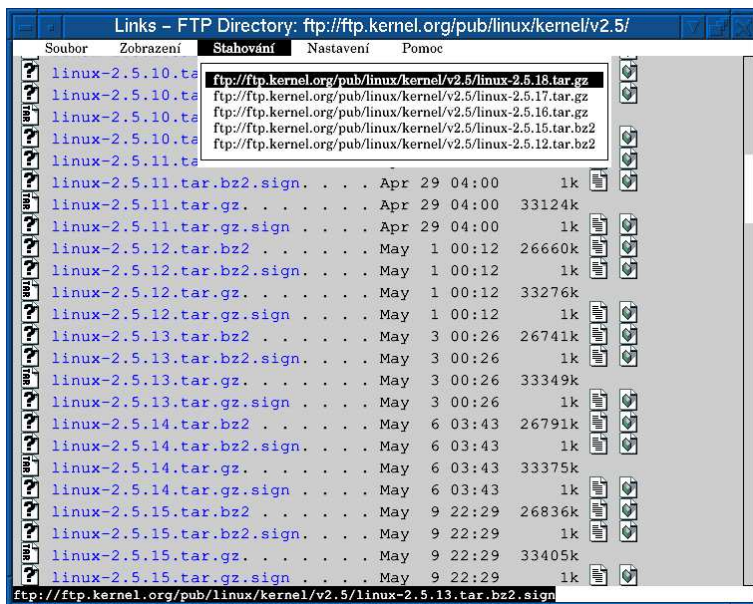 Links – FTP Directory: ftp://ftp.kernel.org/pub/linux/kernel/v2.5/
Soubor Zobrazení Stahování Nastavení Pomoc
ftp://ftp.kernel.org/pub/linux/kernel/v2.5/linux-2.5.18.tar.gz
ftp://ftp.kernel.org/pub/linux/kernel/v2.5/linux-2.5.17.tar.gz
ftp://ftp.kernel.org/pub/linux/kernel/v2.5/linux-2.5.16.tar.gz
ftp://ftp.kernel.org/pub/linux/kernel/v2.5/linux-2.5.15.tar.bz2
ftp://ftp.kernel.org/pub/linux/kernel/v2.5/linux-2.5.12.tar.bz2
linux-2.5.10.ta
linux-2.5.10.ta
TAR linux-2.5.10.ta
linux-2.5.10.ta
linux-2.5.11.ta
linux-2.5.11.tar.bz2.sign. . . . Apr 29 04:00 1k
TAR linux-2.5.11.tar.gz. . . . . . . Apr 29 04:00 33124k
linux-2.5.11.tar.gz.sign . . . . Apr 29 04:00 1k
linux-2.5.12.tar.bz2 . . . . . . May 1 00:12 26660k
linux-2.5.12.tar.bz2.sign. . . . May 1 00:12 1k
TAR linux-2.5.12.tar.gz. . . . . . . May 1 00:12 33276k
linux-2.5.12.tar.gz.sign . . . . May 1 00:12 1k
linux-2.5.13.tar.bz2 . . . . . . May 3 00:26 26741k
linux-2.5.13.tar.bz2.sign. . . . May 3 00:26 1k
TAR linux-2.5.13.tar.gz. . . . . . . May 3 00:26 33349k
linux-2.5.13.tar.gz.sign . . . . May 3 00:26 1k
linux-2.5.14.tar.bz2 . . . . . . May 6 03:43 26791k
linux-2.5.14.tar.bz2.sign. . . . May 6 03:43 1k
TAR linux-2.5.14.tar.gz. . . . . . . May 6 03:43 33375k
linux-2.5.14.tar.gz.sign . . . . May 6 03:43 1k
linux-2.5.15.tar.bz2 . . . . . . May 9 22:29 26836k
linux-2.5.15.tar.bz2.sign. . . . May 9 22:29 1k
TAR linux-2.5.15.tar.gz. . . . . . . May 9 22:29 33405k
linux-2.5.15.tar.gz.sign . . . . May 9 22:29 1k
ftp://ftp.kernel.org/pub/linux/kernel/v2.5/linux-2.5.13.tar.bz2.sign